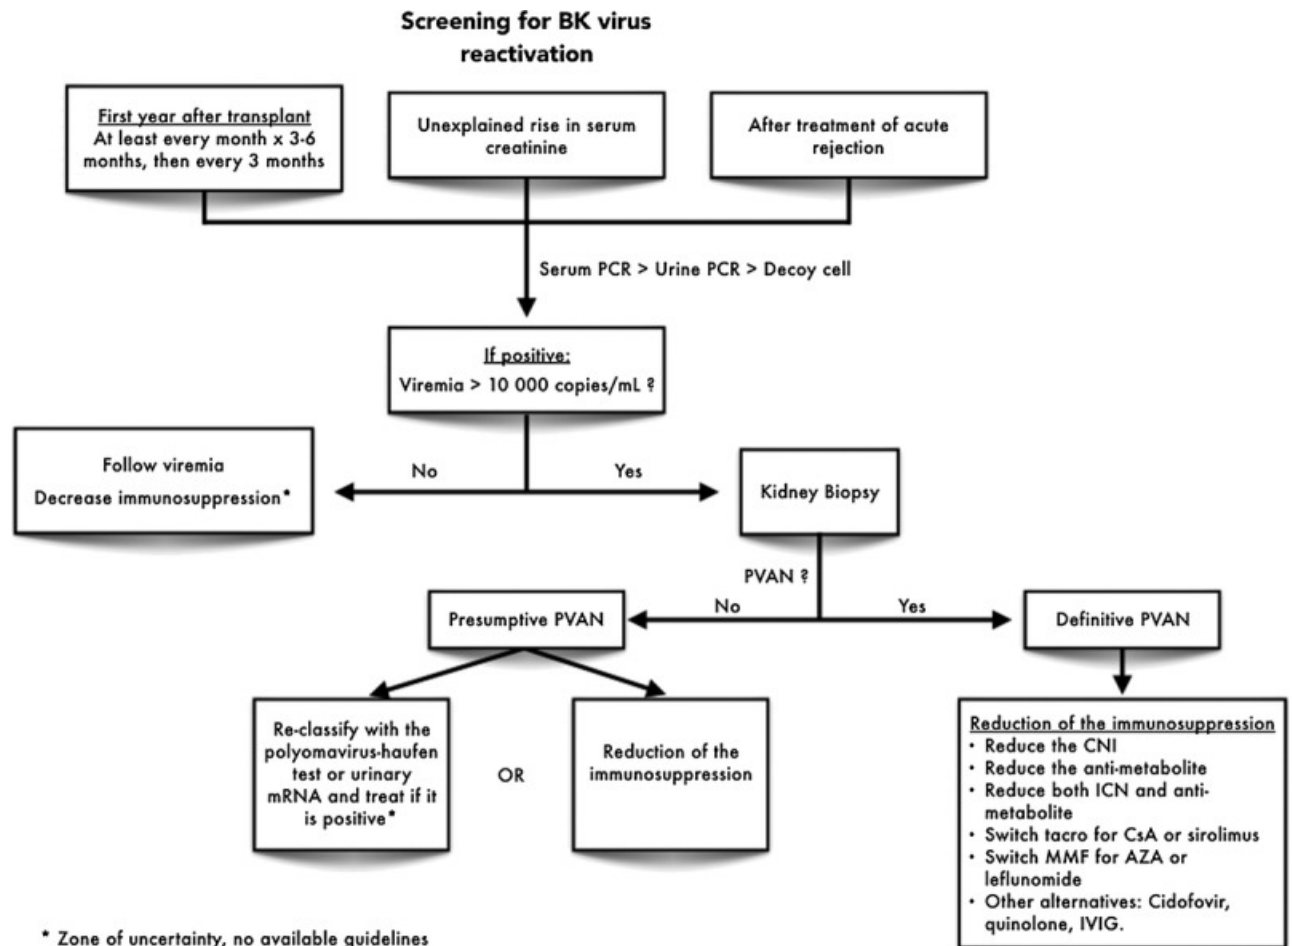 Screening for BK virus
reactivation
First year after transplant
At least every month x 3-6
months, then every 3 months
Unexplained rise in serum
creatinine
After treatment of acute
rejection
Serum PCR > Urine PCR > Decoy cell
If positive:
Viremia > 10 000 copies/mL ?
Follow viremia
Decrease immunosuppression*
No
Yes
Kidney Biopsy
PVAN ?
Presumptive PVAN
No
Yes
Definitive PVAN
Re-classify with the
polyomavirus-haufen
test or urinary
mRNA and treat if it
is positive*
OR
Reduction of the
immunosuppression
Reduction of the immunosuppression
• Reduce the CNI
• Reduce the anti-metabolite
• Reduce both ICN and anti-
metabolite
• Switch tacro for CsA or sirolimus
• Switch MMF for AZA or
leflunomide
• Other alternatives: Cidofovir,
quinolone, IVIG.
* Zone of uncertainty, no available guidelines